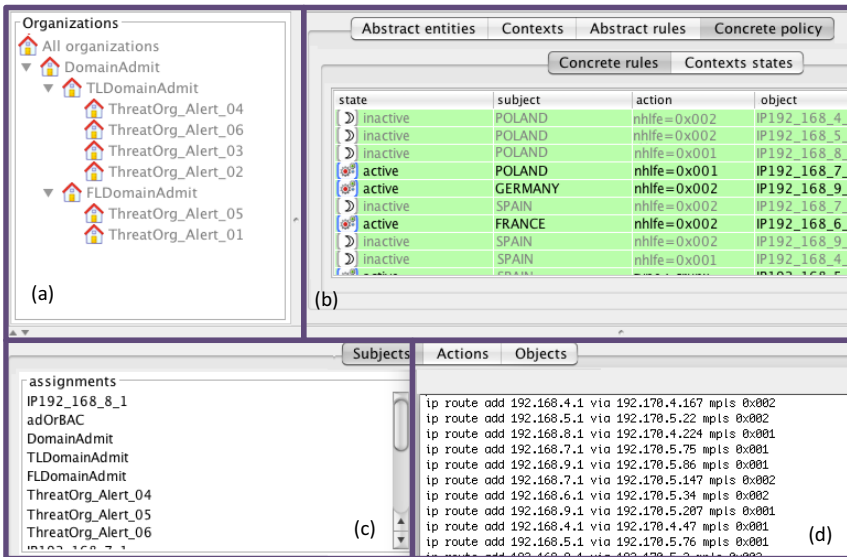 Organizations
All organizations
DomainAdmit
TLDomainAdmit
ThreatOrg_Alert_04
ThreatOrg_Alert_06
ThreatOrg_Alert_03
ThreatOrg_Alert_02
FLDomainAdmit
ThreatOrg_Alert_05
ThreatOrg_Alert_01
(a)
Abstract entities Contexts Abstract rules Concrete policy
Concrete rules Contexts states
state subject action object
inactive POLAND nhlfe=0x002 IP192_168_4_
inactive POLAND nhlfe=0x002 IP192_168_5_
inactive POLAND nhlfe=0x001 IP192_168_8_
active POLAND nhlfe=0x001 IP192_168_7_
active GERMANY nhlfe=0x002 IP192_168_9_
inactive SPAIN nhlfe=0x002 IP192_168_7_
active FRANCE nhlfe=0x002 IP192_168_6_
inactive SPAIN nhlfe=0x002 IP192_168_9_
inactive SPAIN nhlfe=0x001 IP192_168_4_
active SPAIN
(b)
Subjects Actions Objects
assignments
IP192_168_8_1
adOrBAC
DomainAdmit
TLDomainAdmit
FLDomainAdmit
ThreatOrg_Alert_04
ThreatOrg_Alert_05
ThreatOrg_Alert_06
IP192_168_7_1
(c)
ip route add 192.168.4.1 via 192.170.4.167 mpls 0x002
ip route add 192.168.5.1 via 192.170.5.22 mpls 0x002
ip route add 192.168.8.1 via 192.170.4.224 mpls 0x001
ip route add 192.168.7.1 via 192.170.5.75 mpls 0x001
ip route add 192.168.9.1 via 192.170.5.86 mpls 0x001
ip route add 192.168.7.1 via 192.170.5.147 mpls 0x002
ip route add 192.168.6.1 via 192.170.5.34 mpls 0x002
ip route add 192.168.9.1 via 192.170.5.207 mpls 0x001
ip route add 192.168.4.1 via 192.170.4.47 mpls 0x001
ip route add 192.168.5.1 via 192.170.5.76 mpls 0x001
ip route add
(d)